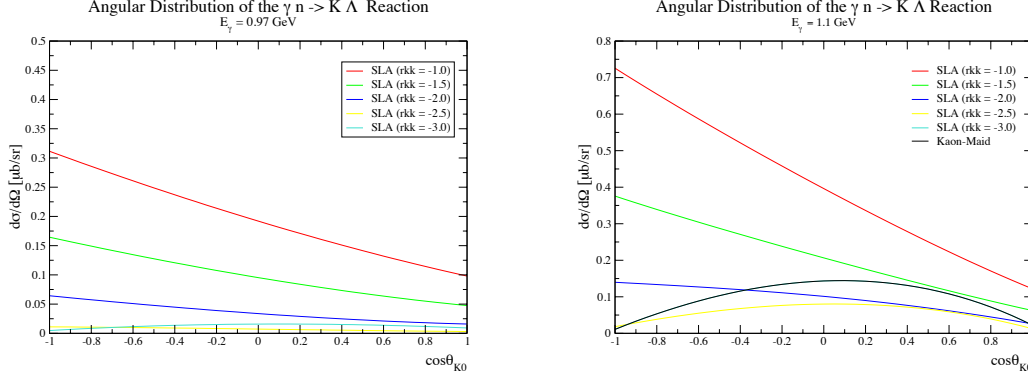 Angular Distribution of the γ n -> K Λ Reaction
E_γ = 0.97 GeV
0.5
0.45
0.4
0.35
0.3
0.25
0.2
0.15
0.1
0.05
0
dσ/dΩ [μb/sr]
SLA (rkk = -1.0)
SLA (rkk = -1.5)
SLA (rkk = -2.0)
SLA (rkk = -2.5)
SLA (rkk = -3.0)
-1 -0.8 -0.6 -0.4 -0.2 0 0.2 0.4 0.6 0.8 1
cosθ_K0
Angular Distribution of the γ n -> K Λ Reaction
E_γ = 1.1 GeV
0.8
0.7
0.6
0.5
0.4
0.3
0.2
0.1
0
dσ/dΩ [μb/sr]
SLA (rkk = -1.0)
SLA (rkk = -1.5)
SLA (rkk = -2.0)
SLA (rkk = -2.5)
SLA (rkk = -3.0)
Kaon-Maid
-1 -0.8 -0.6 -0.4 -0.2 0 0.2 0.4 0.6 0.8 1
cosθ_K0